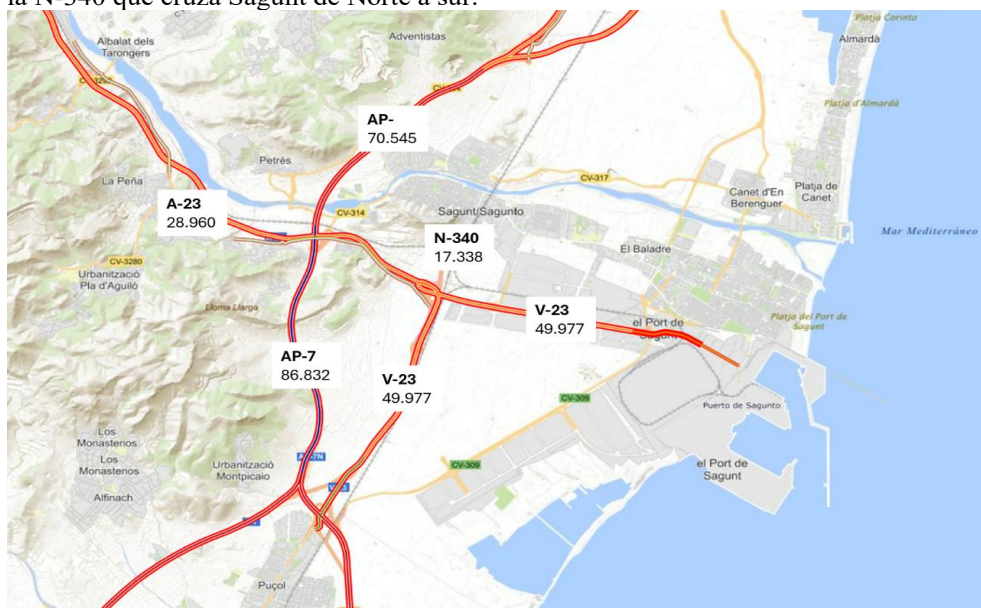 la N-340 que cruza Sagunt de Norte a sur.
Platja Corinto
Albalat dels
Tarongers
Adventistas
Almardà
Platja d'Almardà
AP-
70.545
Petrès
La Peña
CV-317
Canet d'En
Berenguer
Platja de
Canet
A-23
28.960
CV-314
Sagunt/Sagunto
Mar Mediterráneo
N-340
17.338
El Baladre
CV-3280
Urbanització
Pla d'Aguiló
Lloma Llarga
V-23
49.977
el Port de
Sagunt
Platja del Port de
Sagunt
AP-7
86.832
V-23
49.977
CV-309
Puerto de Sagunto
Los
Monasterios
Los
Monasterios
Alfinach
Urbanització
Montpicaio
CV-309
el Port de
Sagunt
Puçol